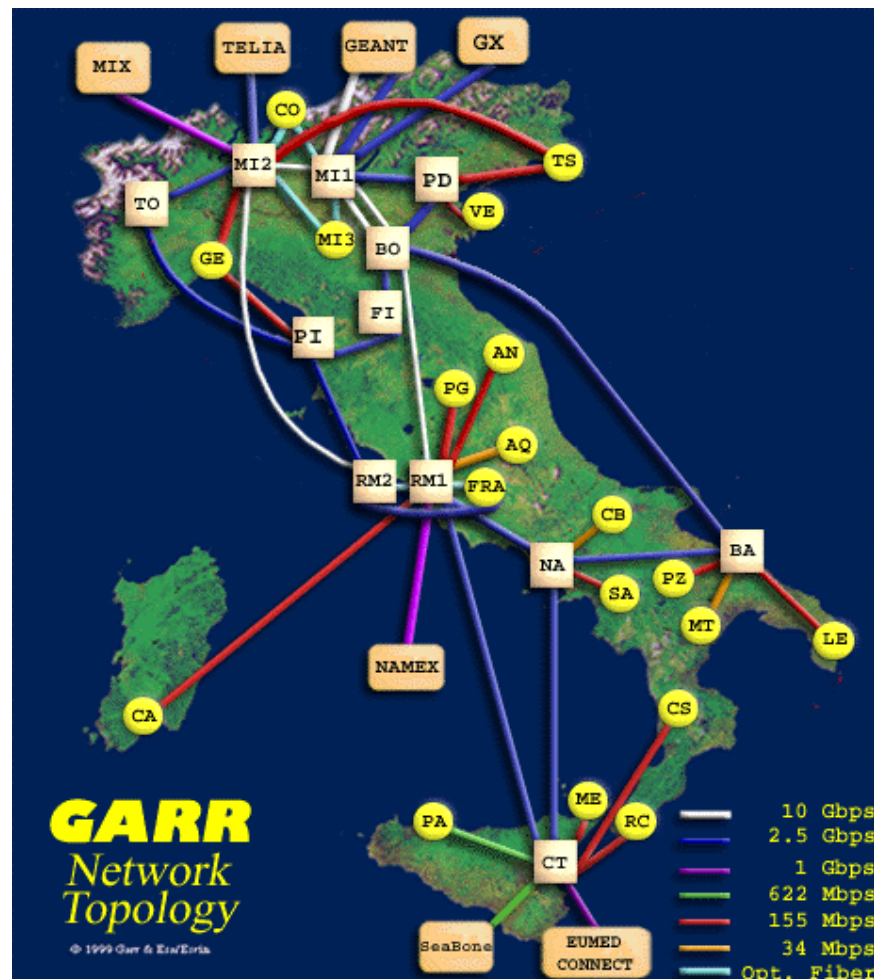 MIX
TELIA
GEANT
GX
CO
MI2
MI1
PD
TS
TO
VE
MI3
BO
GE
FI
PI
AN
PG
AQ
RM2
RM1
FRA
CB
NA
BA
PZ
SA
MT
LE
NAMEX
CA
CS
ME
PA
RC
CT
SeaBone
EUMED
CONNECT
GARR
Network
Topology
© 1999 Garr & Esa/Esrin
10 Gbps
2.5 Gbps
1 Gbps
622 Mbps
155 Mbps
34 Mbps
Opt. Fiber